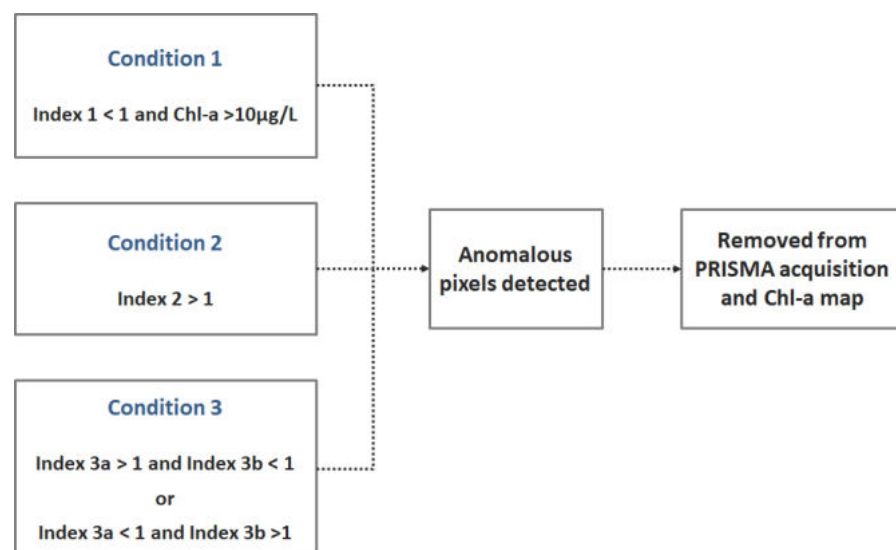 Condition 1
Index 1 < 1 and Chl-a >10µg/L
Condition 2
Index 2 > 1
Condition 3
Index 3a > 1 and Index 3b < 1
or
Index 3a < 1 and Index 3b >1
Anomalous
pixels detected
Removed from
PRISMA acquisition
and Chl-a map